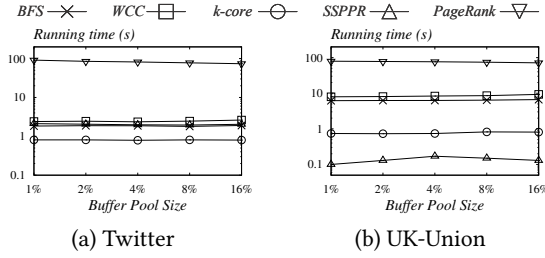 BFS WCC k-core SSPPR PageRank
Running time (s)
100
10
1
0.1
1% 2% 4% 8% 16%
Buffer Pool Size
(a) Twitter
Running time (s)
100
10
1
0.1
1% 2% 4% 8% 16%
Buffer Pool Size
(b) UK-Union